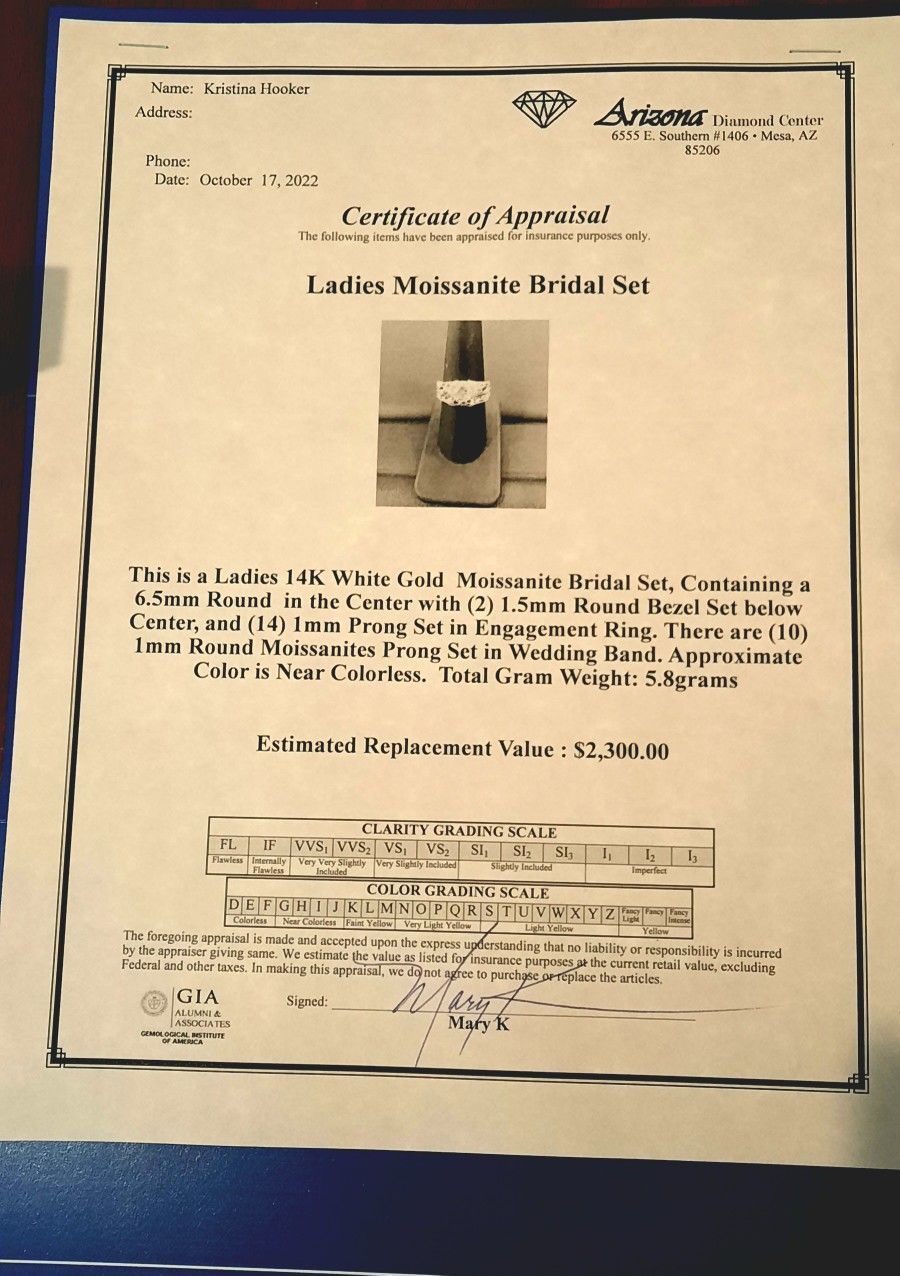 Name: Kristina Hooker
Address:
Arizona Diamond Center
6555 E. Southern #1406 • Mesa, AZ
85206
Phone:
Date: October 17, 2022
Certificate of Appraisal
The following items have been appraised for insurance purposes only.
Ladies Moissanite Bridal Set
This is a Ladies 14K White Gold Moissanite Bridal Set, Containing a
6.5mm Round in the Center with (2) 1.5mm Round Bezel Set below
Center, and (14) 1mm Prong Set in Engagement Ring. There are (10)
1mm Round Moissanites Prong Set in Wedding Band. Approximate
Color is Near Colorless. Total Gram Weight: 5.8grams
Estimated Replacement Value : $2,300.00
CLARITY GRADING SCALE
FL IF VVS1 VVS2 VS1 VS2 SI1 SI2 SI3 I1 I2 I3
Flawless Internally Flawless Very Very Slightly Included Very Slightly Included Slightly Included Imperfect
COLOR GRADING SCALE
D E F G H I J K L M N O P Q R S T U V W X Y Z Fancy Light Fancy Fancy Intense
Colorless Near Colorless Faint Yellow Very Light Yellow Light Yellow Yellow
The foregoing appraisal is made and accepted upon the express understanding that no liability or responsibility is incurred
by the appraiser giving same. We estimate the value as listed for insurance purposes at the current retail value, excluding
Federal and other taxes. In making this appraisal, we do not agree to purchase or replace the articles.
GIA
ALUMNI &
ASSOCIATES
GEMOLOGICAL INSTITUTE
OF AMERICA
Signed: Mary K
Mary K